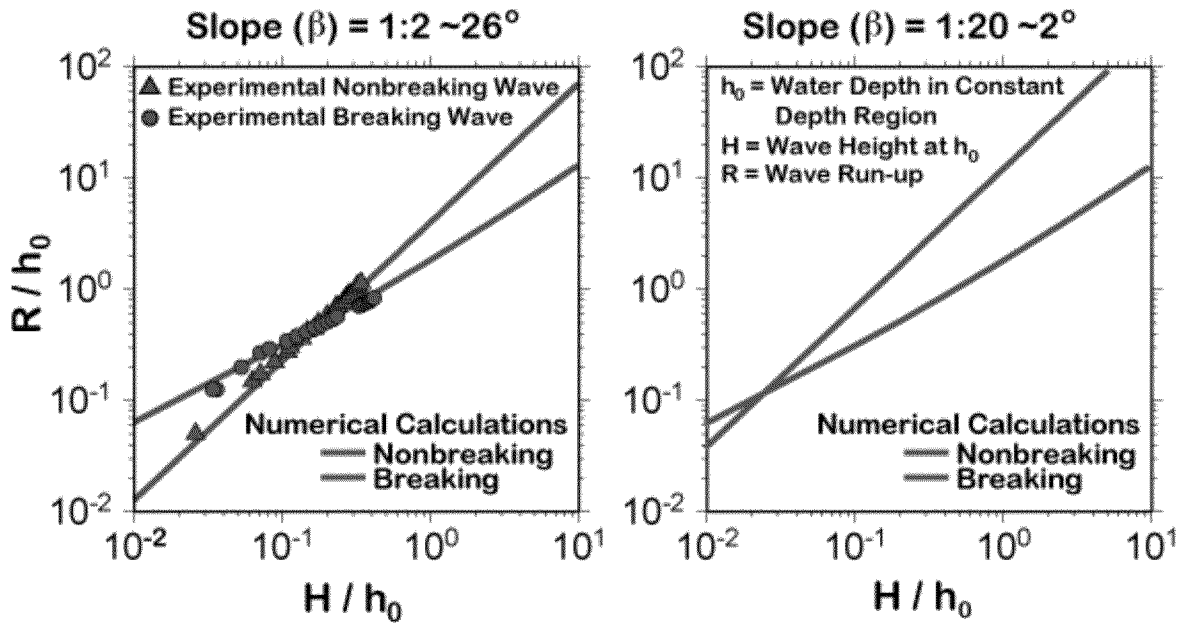 Slope (β) = 1:2 ~26°
10²
10¹
10⁰
10⁻¹
10⁻²
R / h₀
Experimental Nonbreaking Wave
Experimental Breaking Wave
Numerical Calculations
Nonbreaking
Breaking
10⁻² 10⁻¹ 10⁰ 10¹
H / h₀
Slope (β) = 1:20 ~2°
10²
10¹
10⁰
10⁻¹
10⁻²
h₀ = Water Depth in Constant
Depth Region
H = Wave Height at h₀
R = Wave Run-up
Numerical Calculations
Nonbreaking
Breaking
10⁻² 10⁻¹ 10⁰ 10¹
H / h₀